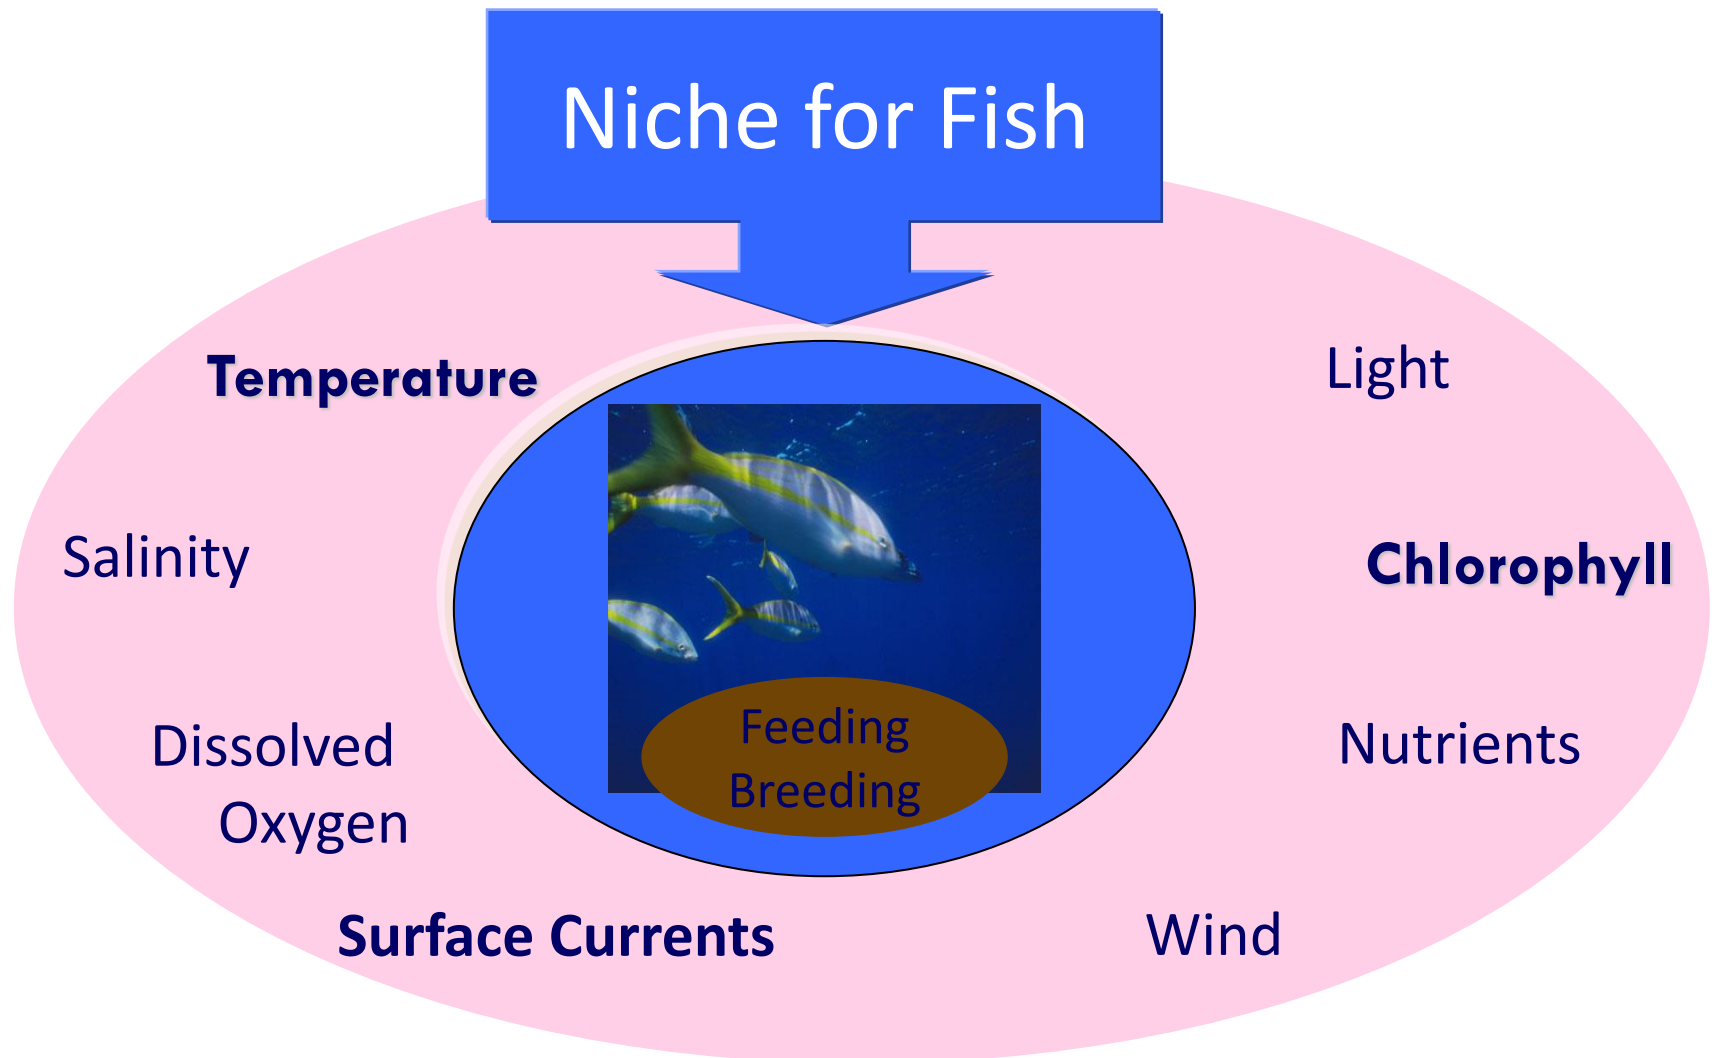 Niche for Fish
Temperature
Light
Salinity
Chlorophyll
Dissolved
Oxygen
Nutrients
Feeding
Breeding
Surface Currents
Wind